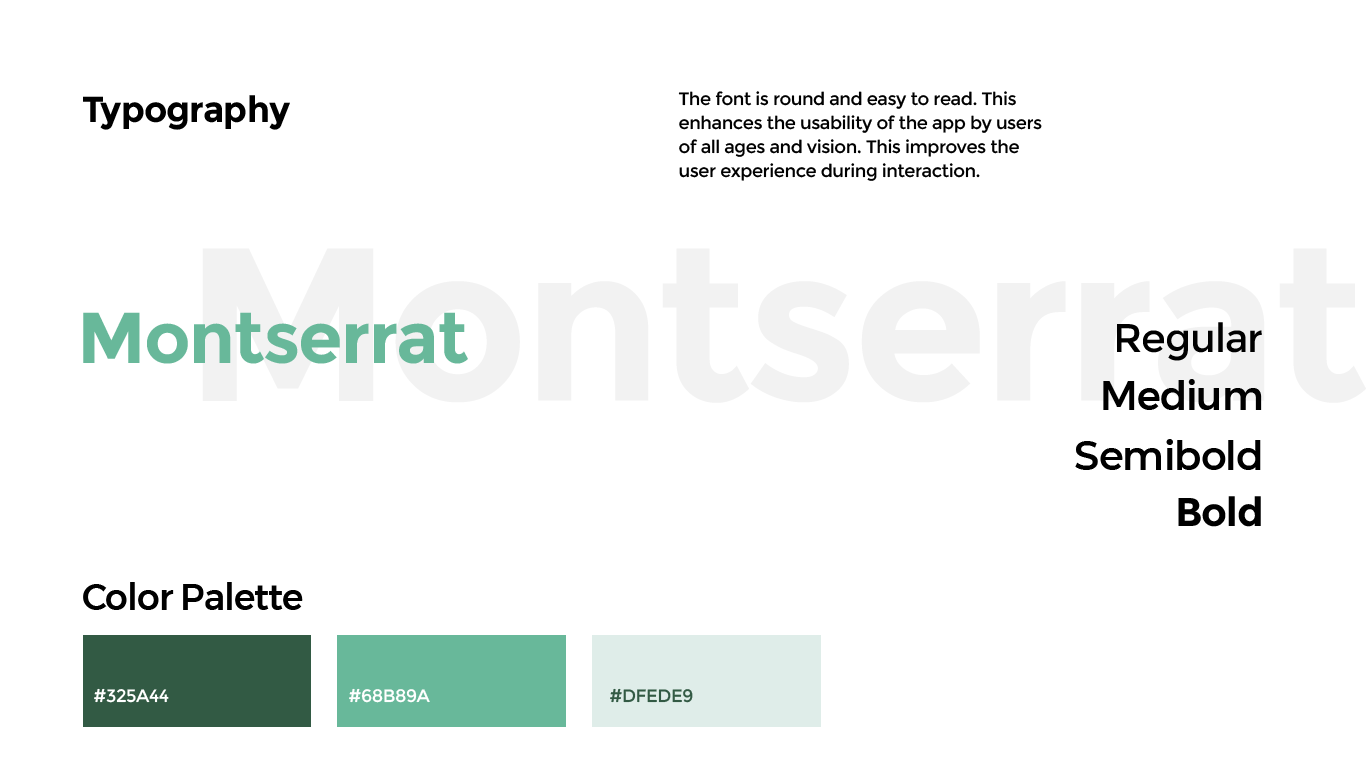 Typography
The font is round and easy to read. This
enhances the usability of the app by users
of all ages and vision. This improves the
user experience during interaction.
Montserrat
Montserrat
Regular
Medium
Semibold
Bold
Color Palette
#325A44
#68B89A
#DFEDE9